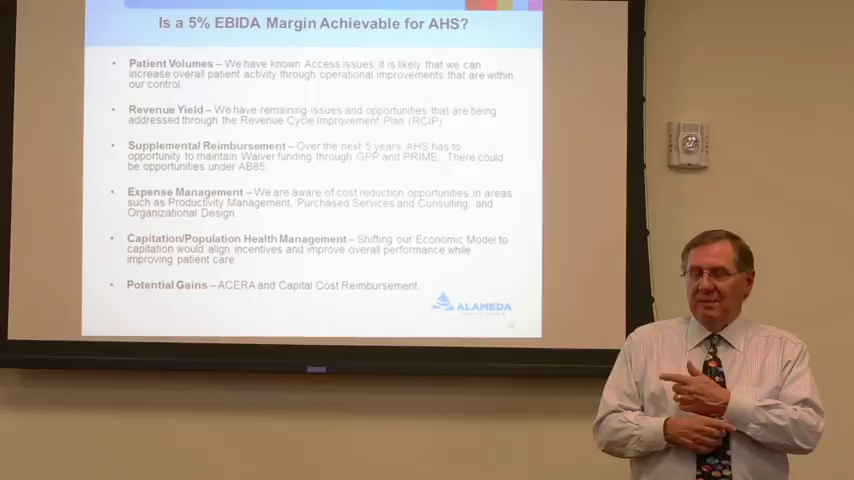 Is a 5% EBIDA Margin Achievable for AHS?
• Patient Volumes – We have known Access issues; it is likely that we can
increase overall patient activity through operational improvements that are within
our control.
• Revenue Yield – We have remaining issues and opportunities that are being
addressed through the Revenue Cycle Improvement Plan (RCIP)
• Supplemental Reimbursement – Over the next 5 years, AHS has to
opportunity to maintain Waiver funding through GPP and PRIME. There could
be opportunities under AB85.
• Expense Management – We are aware of cost reduction opportunities in areas
such as Productivity Management, Purchased Services and Consulting, and
Organizational Design.
• Capitation/Population Health Management – Shifting our Economic Model to
capitation would align incentives and improve overall performance while
improving patient care
• Potential Gains – ACERA and Capital Cost Reimbursement.
ALAMEDA